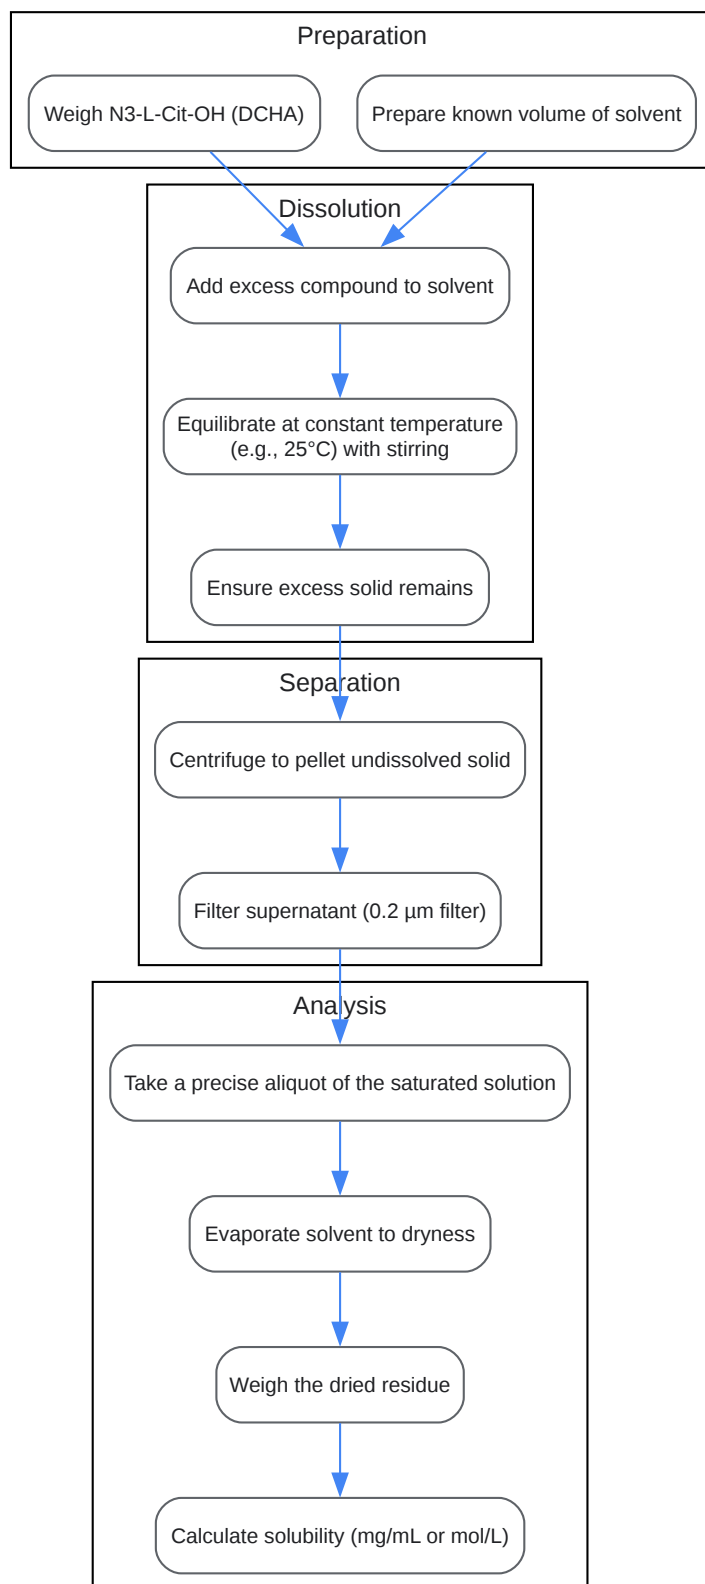 Preparation
Weigh N3-L-Cit-OH (DCHA)
Prepare known volume of solvent
Dissolution
Add excess compound to solvent
Equilibrate at constant temperature
(e.g., 25°C) with stirring
Ensure excess solid remains
Separation
Centrifuge to pellet undissolved solid
Filter supernatant (0.2 µm filter)
Analysis
Take a precise aliquot of the saturated solution
Evaporate solvent to dryness
Weigh the dried residue
Calculate solubility (mg/mL or mol/L)